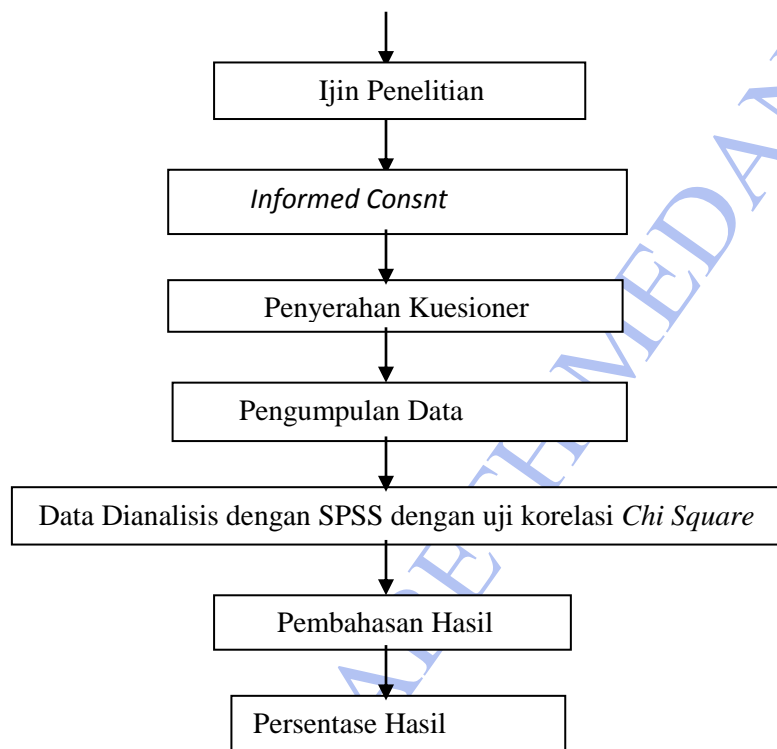 Ijin Penelitian
Informed Consnt
Penyerahan Kuesioner
Pengumpulan Data
Data Dianalisis dengan SPSS dengan uji korelasi Chi Square
Pembahasan Hasil
Persentase Hasil